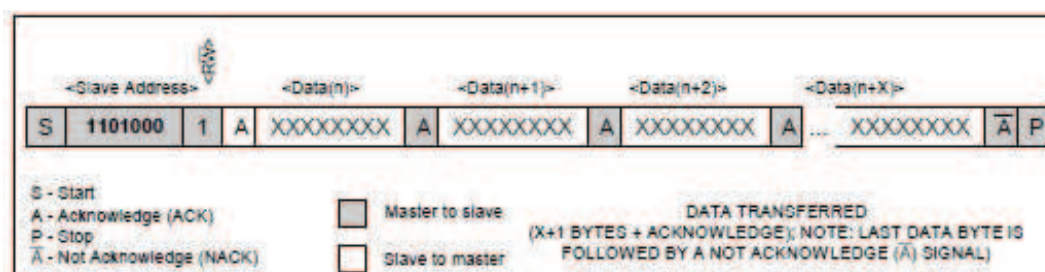 <R/W>
<Slave Address> <Data(n)> <Data(n+1)> <Data(n+2)> <Data(n+X)>
S 1101000 1 A XXXXXXXX A XXXXXXXX A XXXXXXXX A ... XXXXXXXX A̅ P
S - Start
A - Acknowledge (ACK)
P - Stop
A̅ - Not Acknowledge (NACK)
Master to slave
Slave to master
DATA TRANSFERRED
(X+1 BYTES + ACKNOWLEDGE); NOTE: LAST DATA BYTE IS
FOLLOWED BY A NOT ACKNOWLEDGE (A̅) SIGNAL)